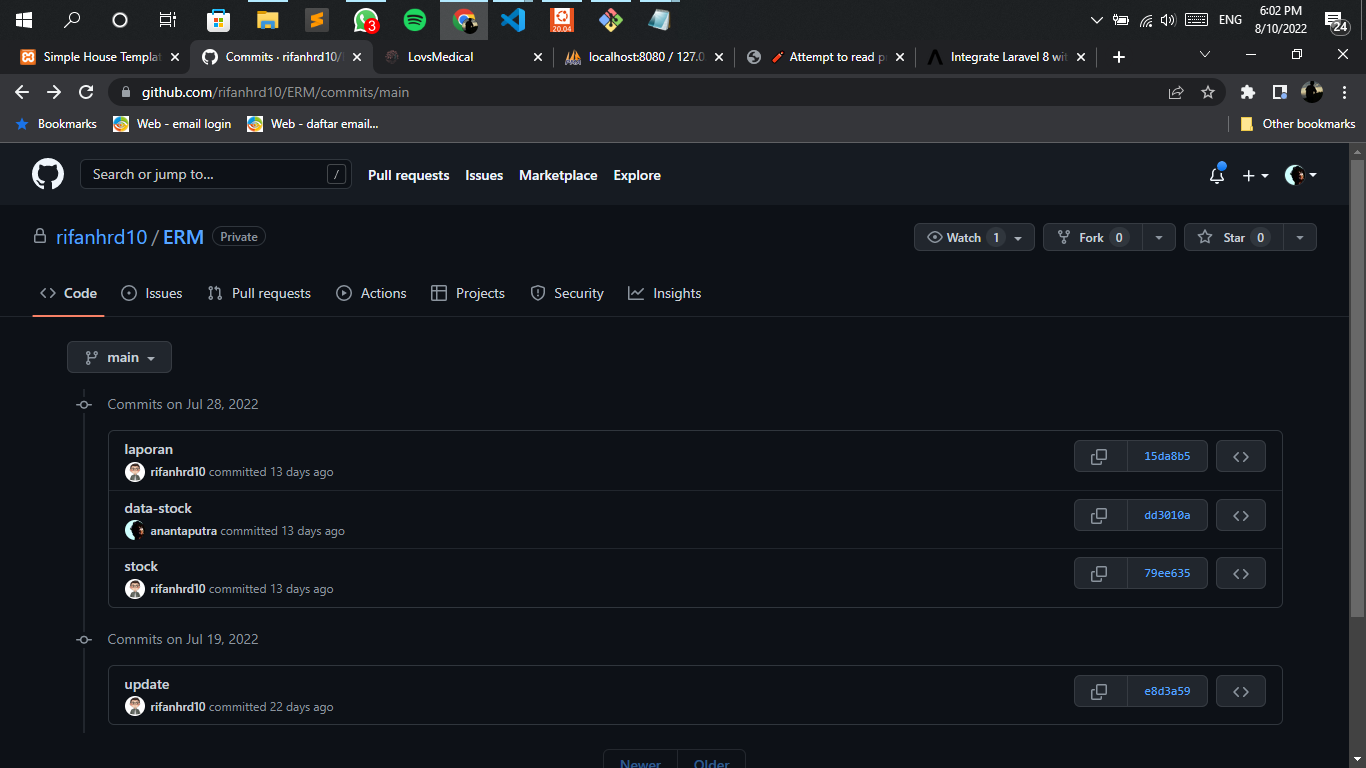 3
20.04
ENG
6:02 PM
8/10/2022
24
Simple House Templat
Commits · rifanhrd10/
LovsMedical
localhost:8080 / 127.0
Attempt to read p
Integrate Laravel 8 wit
github.com/rifanhrd10/ERM/commits/main
Bookmarks
Web - email login
Web - daftar email...
Other bookmarks
Search or jump to...
/
Pull requests
Issues
Marketplace
Explore
rifanhrd10 / ERM
Private
Watch 1
Fork 0
Star 0
Code
Issues
Pull requests
Actions
Projects
Security
Insights
main
Commits on Jul 28, 2022
laporan
rifanhrd10 committed 13 days ago
15da8b5
data-stock
anantaputra committed 13 days ago
dd3010a
stock
rifanhrd10 committed 13 days ago
79ee635
Commits on Jul 19, 2022
update
rifanhrd10 committed 22 days ago
e8d3a59
Newer
Older